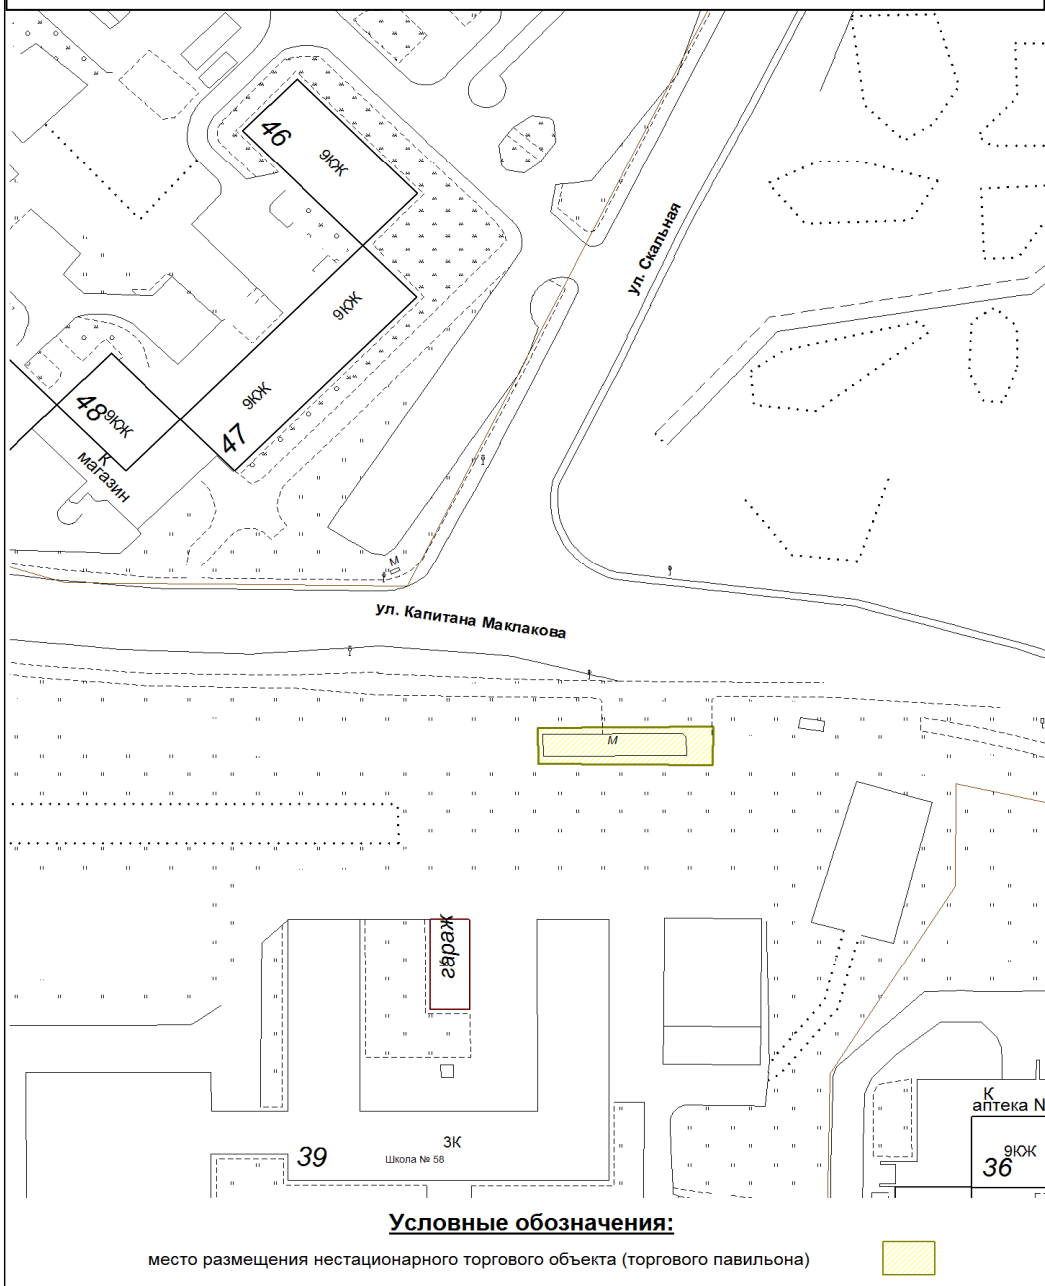 46
9КЖ
ул. Скальная
9КЖ
9КЖ
48
9КЖ
47
К
магазин
М
ул. Капитана Маклакова
М
гараж
К
аптека N
3К
39
Школа № 58
9КЖ
36
Условные обозначения:
место размещения нестационарного торгового объекта (торгового павильона)